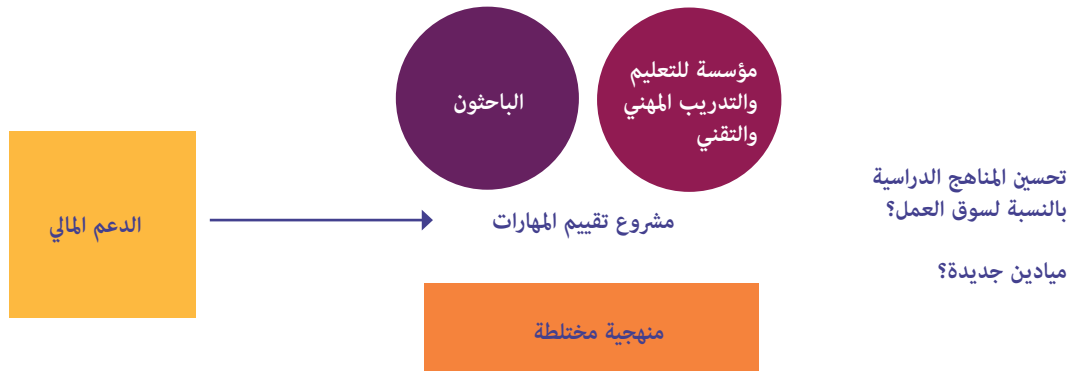 مؤسسة للتعليم
والتدريب المهني
والتقني
الباحثون
تحسين المناهج الدراسية
بالنسبة لسوق العمل؟
ميادين جديدة؟
مشروع تقييم المهارات
الدعم المالي
منهجية مختلطة